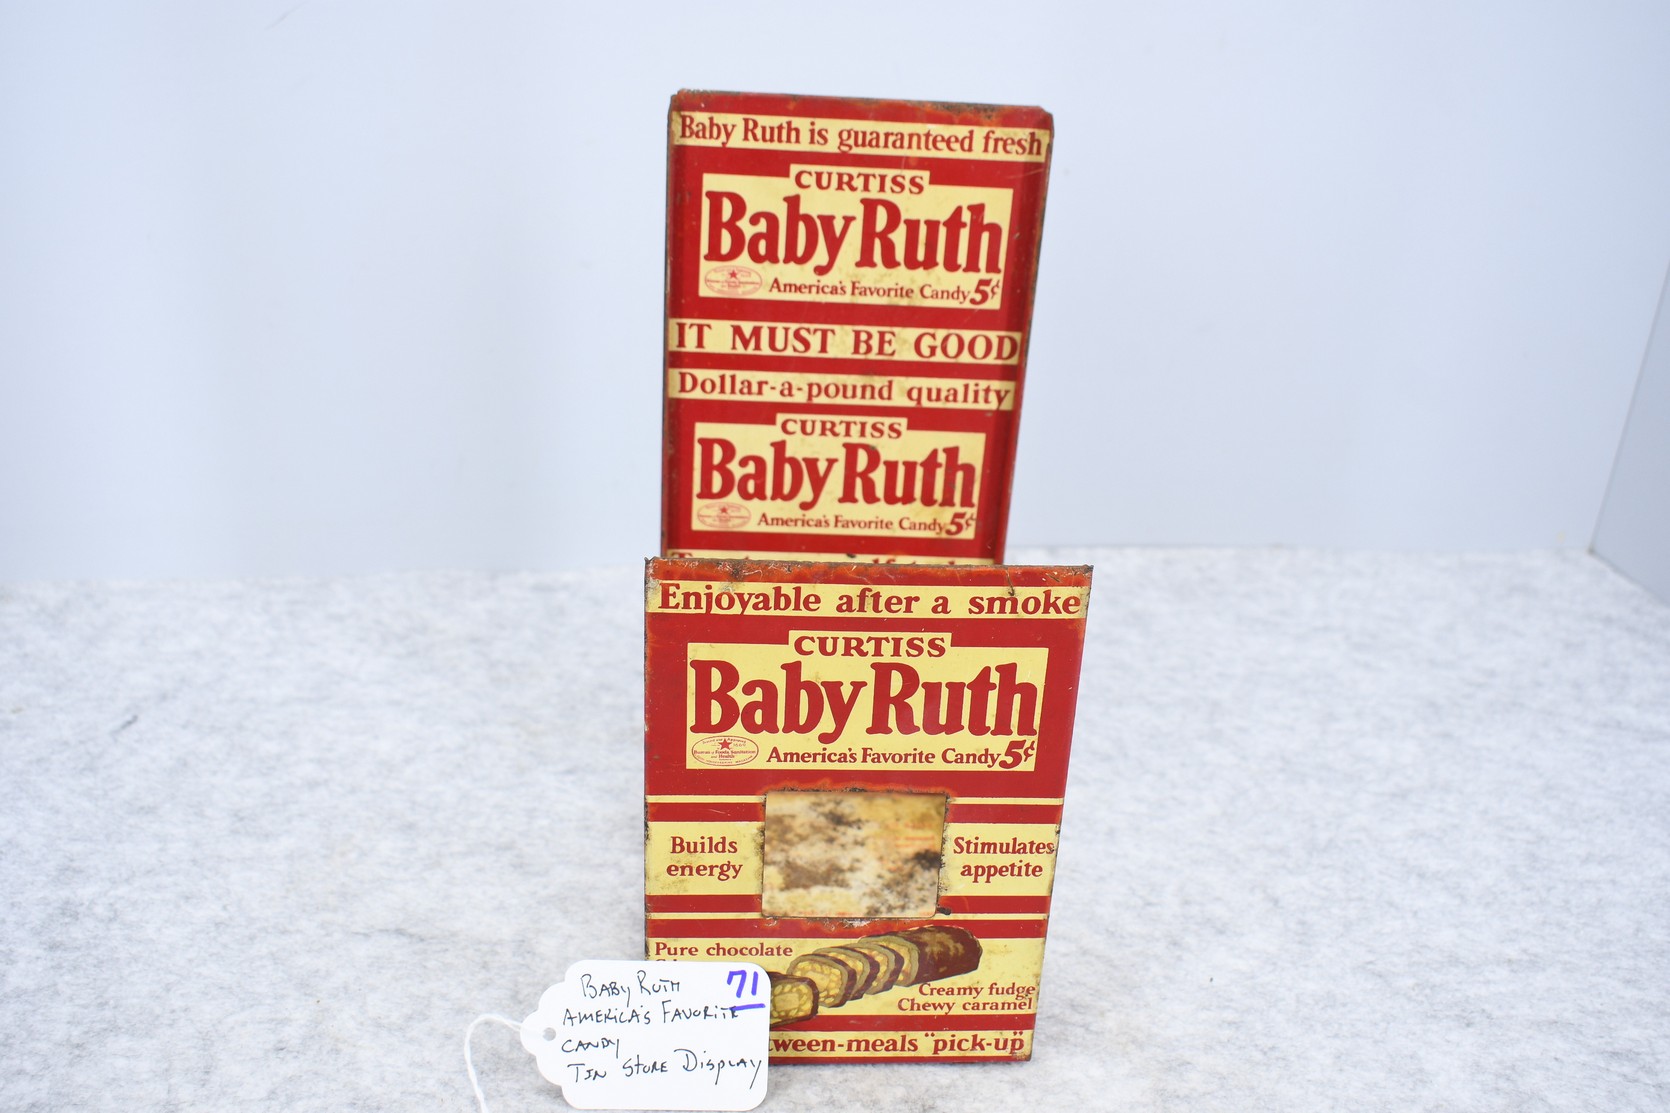 Baby Ruth is guaranteed fresh
CURTISS
Baby Ruth
America's Favorite Candy 5¢
IT MUST BE GOOD
Dollar-a-pound quality
CURTISS
Baby Ruth
America's Favorite Candy 5¢
Enjoyable after a smoke
CURTISS
Baby Ruth
America's Favorite Candy 5¢
Builds
energy
Stimulates
appetite
Pure chocolate
Creamy fudge
Chewy caramel
ween-meals "pick-up"
BABY RUTH 71
AMERICA'S FAVORITE
CANDY
TIN STORE DISPLAY